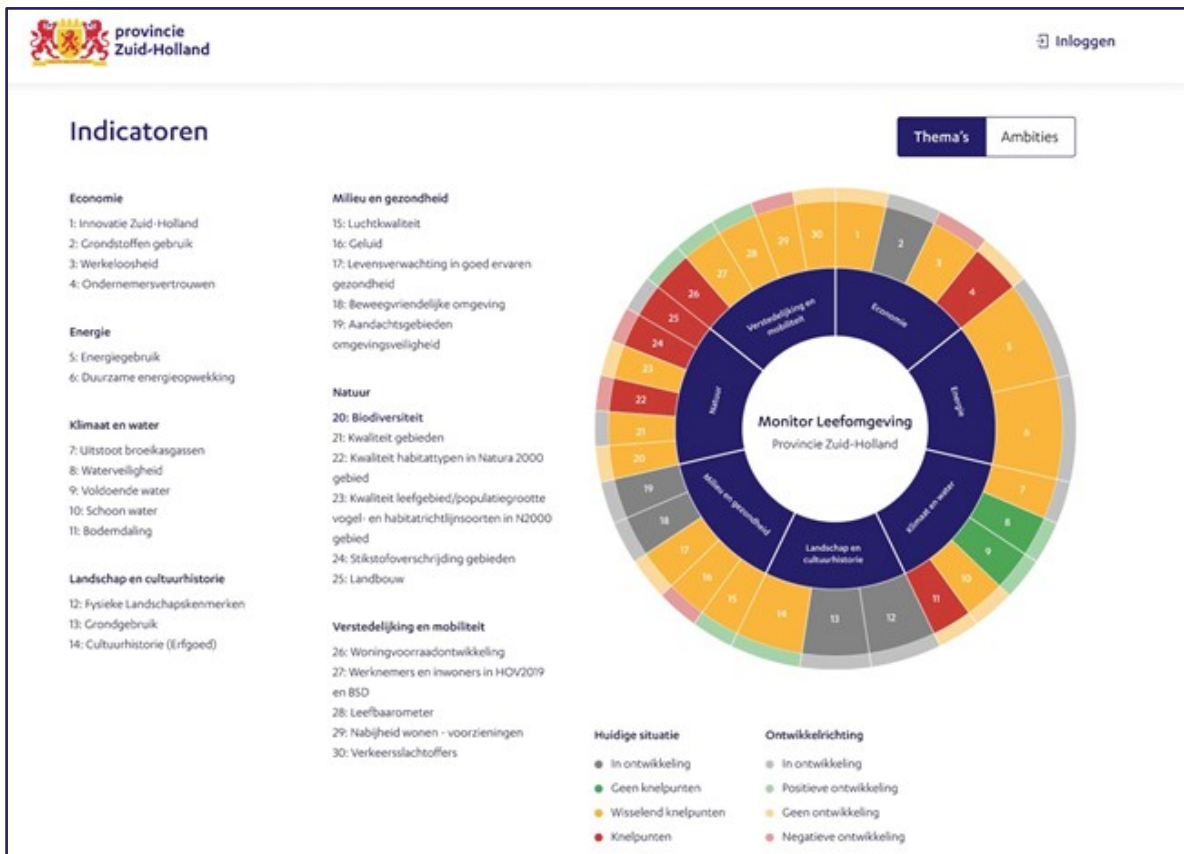 provincie
Zuid-Holland
Inloggen
Indicatoren
Thema's
Ambities
Economie
1: Innovatie Zuid-Holland
2: Grondstoffen gebruik
3: Werkeloosheid
4: Ondernemersvertrouwen
Energie
5: Energiegebruik
6: Duurzame energieopwekking
Klimaat en water
7: Uitstoot broeikasgassen
8: Waterveiligheid
9: Voldoende water
10: Schoon water
11: Bodemdaling
Landschap en cultuurhistorie
12: Fysieke Landschapskenmerken
13: Grondgebruik
14: Cultuurhistorie (Erfgoed)
Milieu en gezondheid
15: Luchtkwaliteit
16: Geluid
17: Levensverwachting in goed ervaren
gezondheid
18: Beweegvriendelijke omgeving
19: Aandachtsgebieden
omgevingsveiligheid
Natuur
20: Biodiversiteit
21: Kwaliteit gebieden
22: Kwaliteit habitattypen in Natura 2000
gebied
23: Kwaliteit leefgebied/populatiegrootte
vogel- en habitatrichtlijnsoorten in N2000
gebied
24: Stikstofoverschrijding gebieden
25: Landbouw
Verstedelijking en mobiliteit
26: Woningvoorraadontwikkeling
27: Werknemers en inwoners in HOV2019
en BSD
28: Leefbaarometer
29: Nabijheid wonen - voorzieningen
30: Verkeersslachtoffers
1
2
3
4
5
6
7
8
9
10
11
12
13
14
15
16
17
18
19
20
21
22
23
24
25
26
27
28
29
30
Economie
Energie
Klimaat en water
Landschap en
cultuurhistorie
Milieu en gezondheid
Natuur
Verstedelijking en
mobiliteit
Monitor Leefomgeving
Provincie Zuid-Holland
Huidige situatie
In ontwikkeling
Geen knelpunten
Wisselend knelpunten
Knelpunten
Ontwikkelrichting
In ontwikkeling
Positieve ontwikkeling
Geen ontwikkeling
Negatieve ontwikkeling